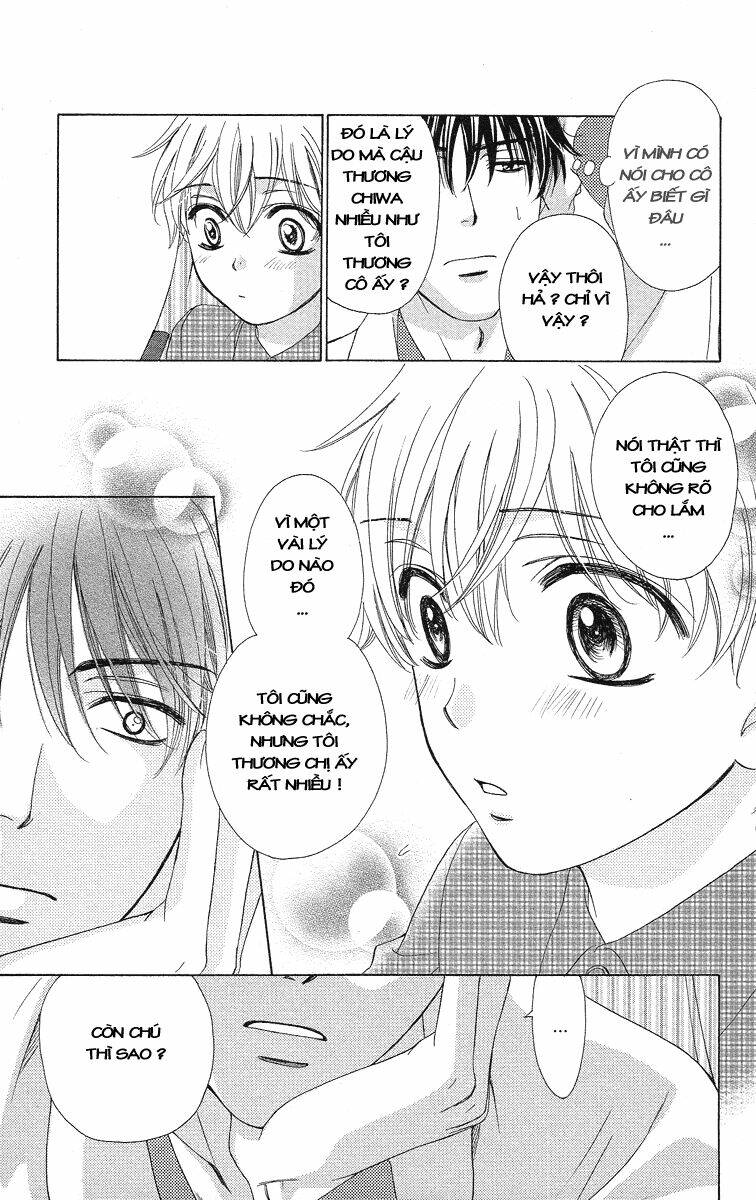 VÌ MÌNH CÓ
NÓI CHO CÔ
ẤY BIẾT GÌ
ĐÂU
...
VẬY THÔI
HẢ ? CHỈ VÌ
VẬY ?
ĐÓ LÀ LÝ
DO MÀ CẬU
THƯƠNG
CHIWA
NHIỀU NHƯ
TÔI
THƯƠNG
CÔ ẤY ?
NÓI THẬT THÌ
TÔI CŨNG
KHÔNG RÕ
CHO LẮM
...
VÌ MỘT
VÀI LÝ
DO NÀO
ĐÓ
...
TÔI CŨNG
KHÔNG CHẮC,
NHƯNG TÔI
THƯƠNG CHỊ ẤY
RẤT NHIỀU !
...
CÒN CHÚ
THÌ SAO ?